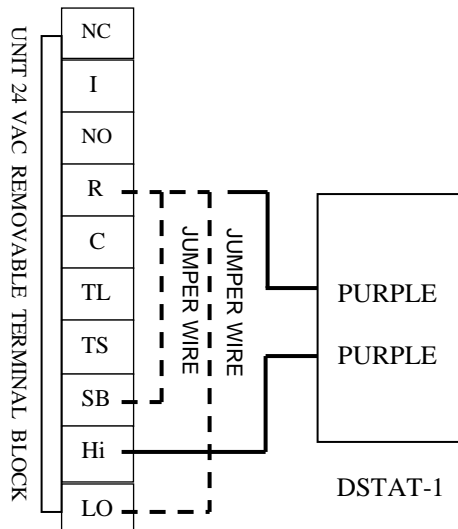 UNIT 24 VAC REMOVABLE TERMINAL BLOCK
NC
I
NO
R
C
TL
TS
SB
Hi
LO
JUMPER WIRE
JUMPER WIRE
PURPLE
PURPLE
DSTAT-1